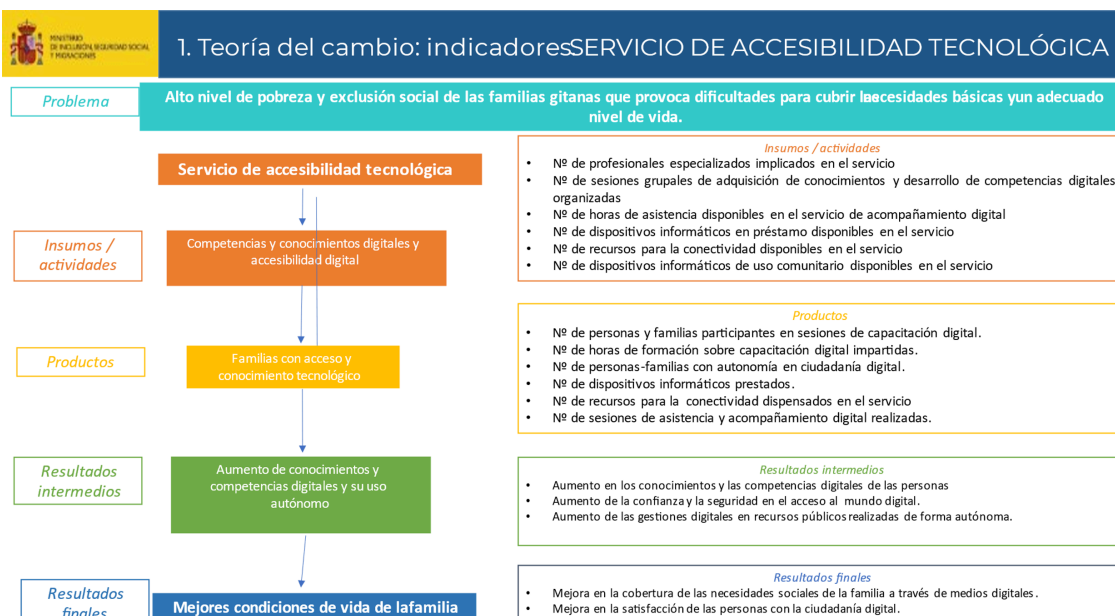 MINISTERIO
DE INCLUSIÓN, SEGURIDAD SOCIAL
Y MIGRACIONES
1. Teoría del cambio: indicadoresSERVICIO DE ACCESIBILIDAD TECNOLÓGICA
Problema
Alto nivel de pobreza y exclusión social de las familias gitanas que provoca dificultades para cubrir necesidades básicas yun adecuado
nivel de vida.
Servicio de accesibilidad tecnológica
Insumos /
actividades
Competencias y conocimientos digitales y
accesibilidad digital
Insumos / actividades
• Nº de profesionales especializados implicados en el servicio
• Nº de sesiones grupales de adquisición de conocimientos y desarrollo de competencias digitales
organizadas
• Nº de horas de asistencia disponibles en el servicio de acompañamiento digital
• Nº de dispositivos informáticos en préstamo disponibles en el servicio
• Nº de recursos para la conectividad disponibles en el servicio
• Nº de dispositivos informáticos de uso comunitario disponibles en el servicio
Productos
Familias con acceso y
conocimiento tecnológico
Productos
• Nº de personas y familias participantes en sesiones de capacitación digital.
• Nº de horas de formación sobre capacitación digital impartidas.
• Nº de personas-familias con autonomía en ciudadanía digital.
• Nº de dispositivos informáticos prestados.
• Nº de recursos para la conectividad dispensados en el servicio
• Nº de sesiones de asistencia y acompañamiento digital realizadas.
Resultados
intermedios
Aumento de conocimientos y
competencias digitales y su uso
autónomo
Resultados intermedios
• Aumento en los conocimientos y las competencias digitales de las personas
• Aumento de la confianza y la seguridad en el acceso al mundo digital.
• Aumento de las gestiones digitales en recursos públicos realizadas de forma autónoma.
Resultados
finales
Mejores condiciones de vida de lafamilia
Resultados finales
• Mejora en la cobertura de las necesidades sociales de la familia a través de medios digitales.
• Mejora en la satisfacción de las personas con la ciudadanía digital.